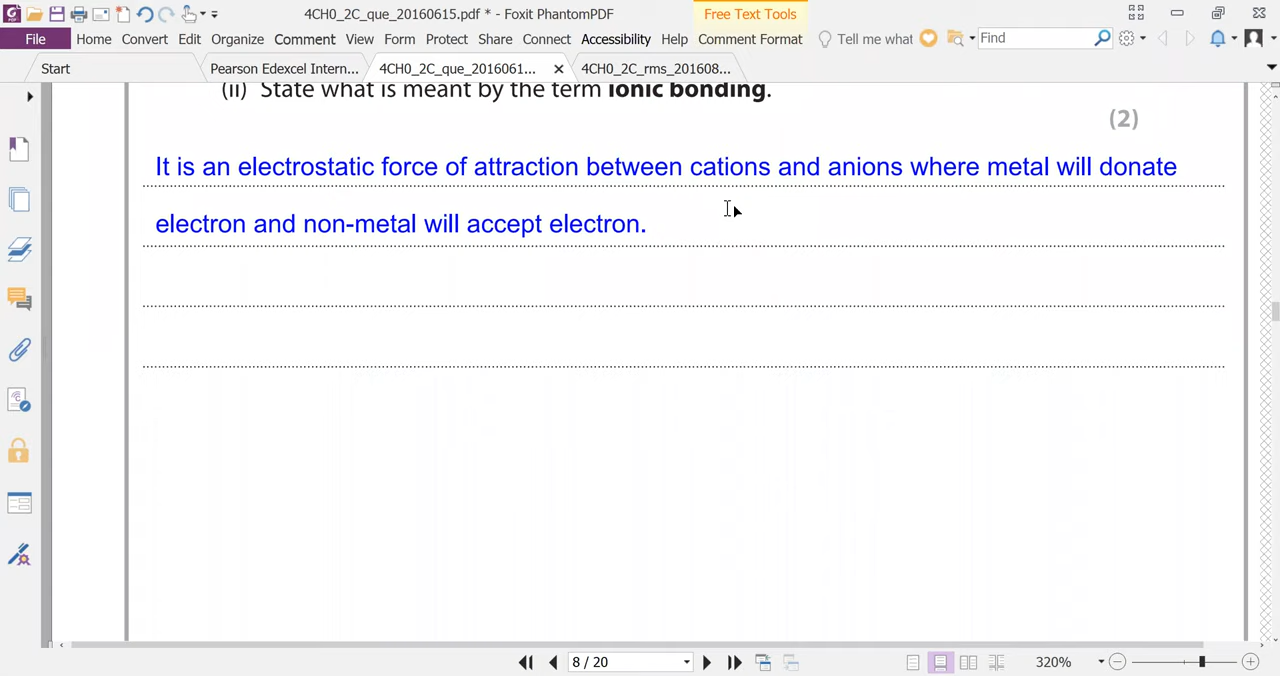 4CH0_2C_que_20160615.pdf * - Foxit PhantomPDF
Free Text Tools
File Home Convert Edit Organize Comment View Form Protect Share Connect Accessibility Help Comment Format Tell me what Find
Start Pearson Edexcel Intern... 4CH0_2C_que_2016061... 4CH0_2C_rms_201608...
(ii) State what is meant by the term ionic bonding.
(2)
It is an electrostatic force of attraction between cations and anions where metal will donate
electron and non-metal will accept electron.
8 / 20
320%